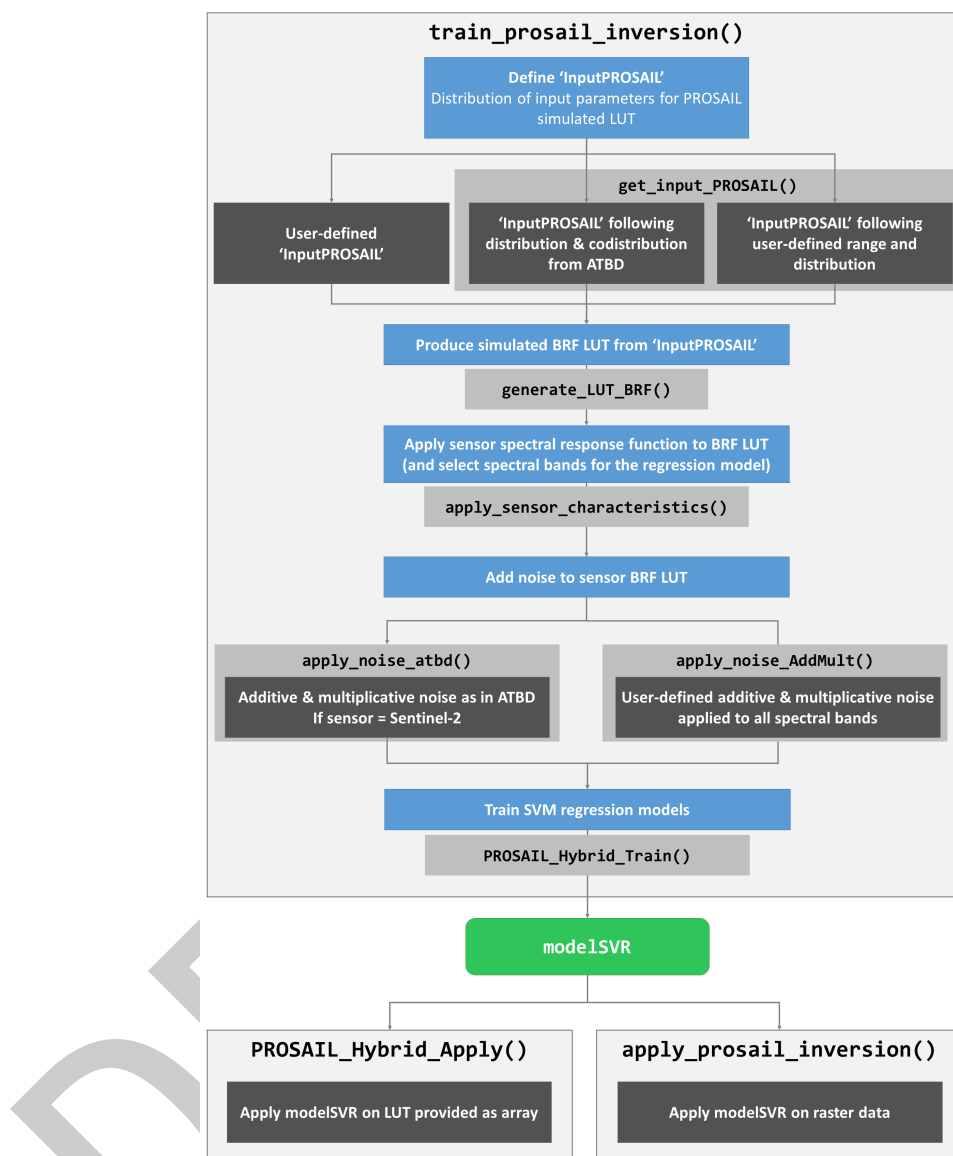 train_prosail_inversion()
Define ‘InputPROSAIL’
Distribution of input parameters for PROSAIL
simulated LUT
get_input_PROSAIL()
User-defined
‘InputPROSAIL’
‘InputPROSAIL’ following
distribution & codistribution
from ATBD
‘InputPROSAIL’ following
user-defined range and
distribution
Produce simulated BRF LUT from ‘InputPROSAIL’
generate_LUT_BRF()
Apply sensor spectral response function to BRF LUT
(and select spectral bands for the regression model)
apply_sensor_characteristics()
Add noise to sensor BRF LUT
apply_noise_atbd()
Additive & multiplicative noise as in ATBD
If sensor = Sentinel-2
apply_noise_AddMult()
User-defined additive & multiplicative noise
applied to all spectral bands
Train SVM regression models
PROSAIL_Hybrid_Train()
modelSVR
PROSAIL_Hybrid_Apply()
Apply modelSVR on LUT provided as array
apply_prosail_inversion()
Apply modelSVR on raster data